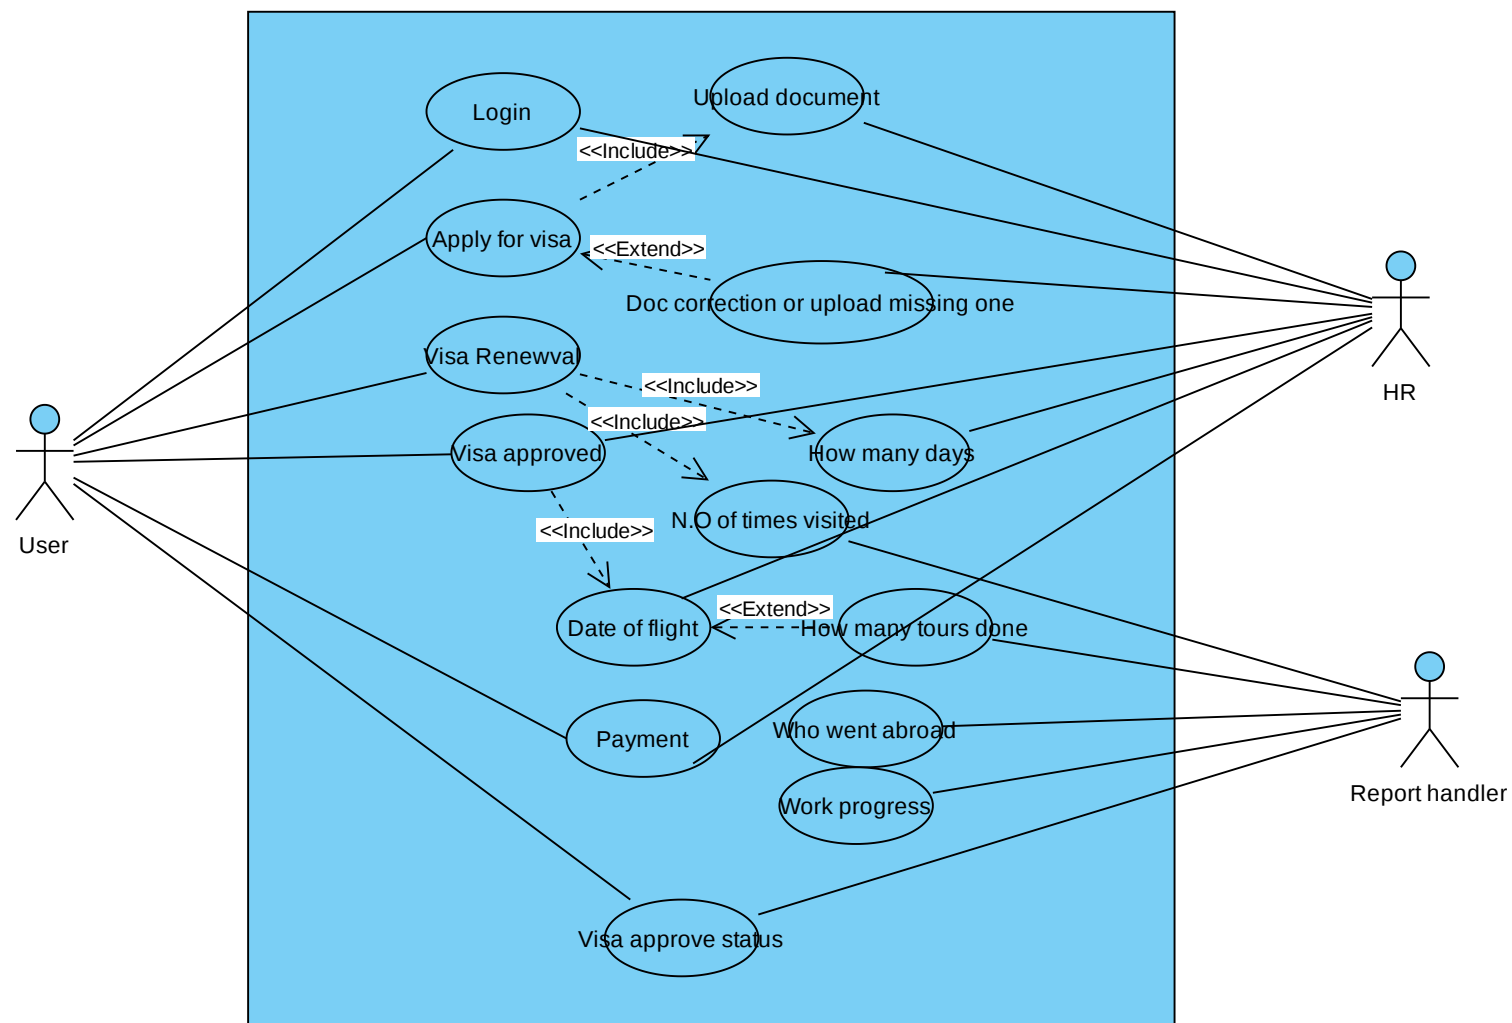 Upload document
Login
<<Include>>
Apply for visa
<<Extend>>
Doc correction or upload missing one
Visa Renewval
<<Include>>
HR
<<Include>>
Visa approved
How many days
N.O of times visited
<<Include>>
User
<<Extend>>
Date of flight
How many tours done
Who went abroad
Payment
Report handler
Work progress
Visa approve status